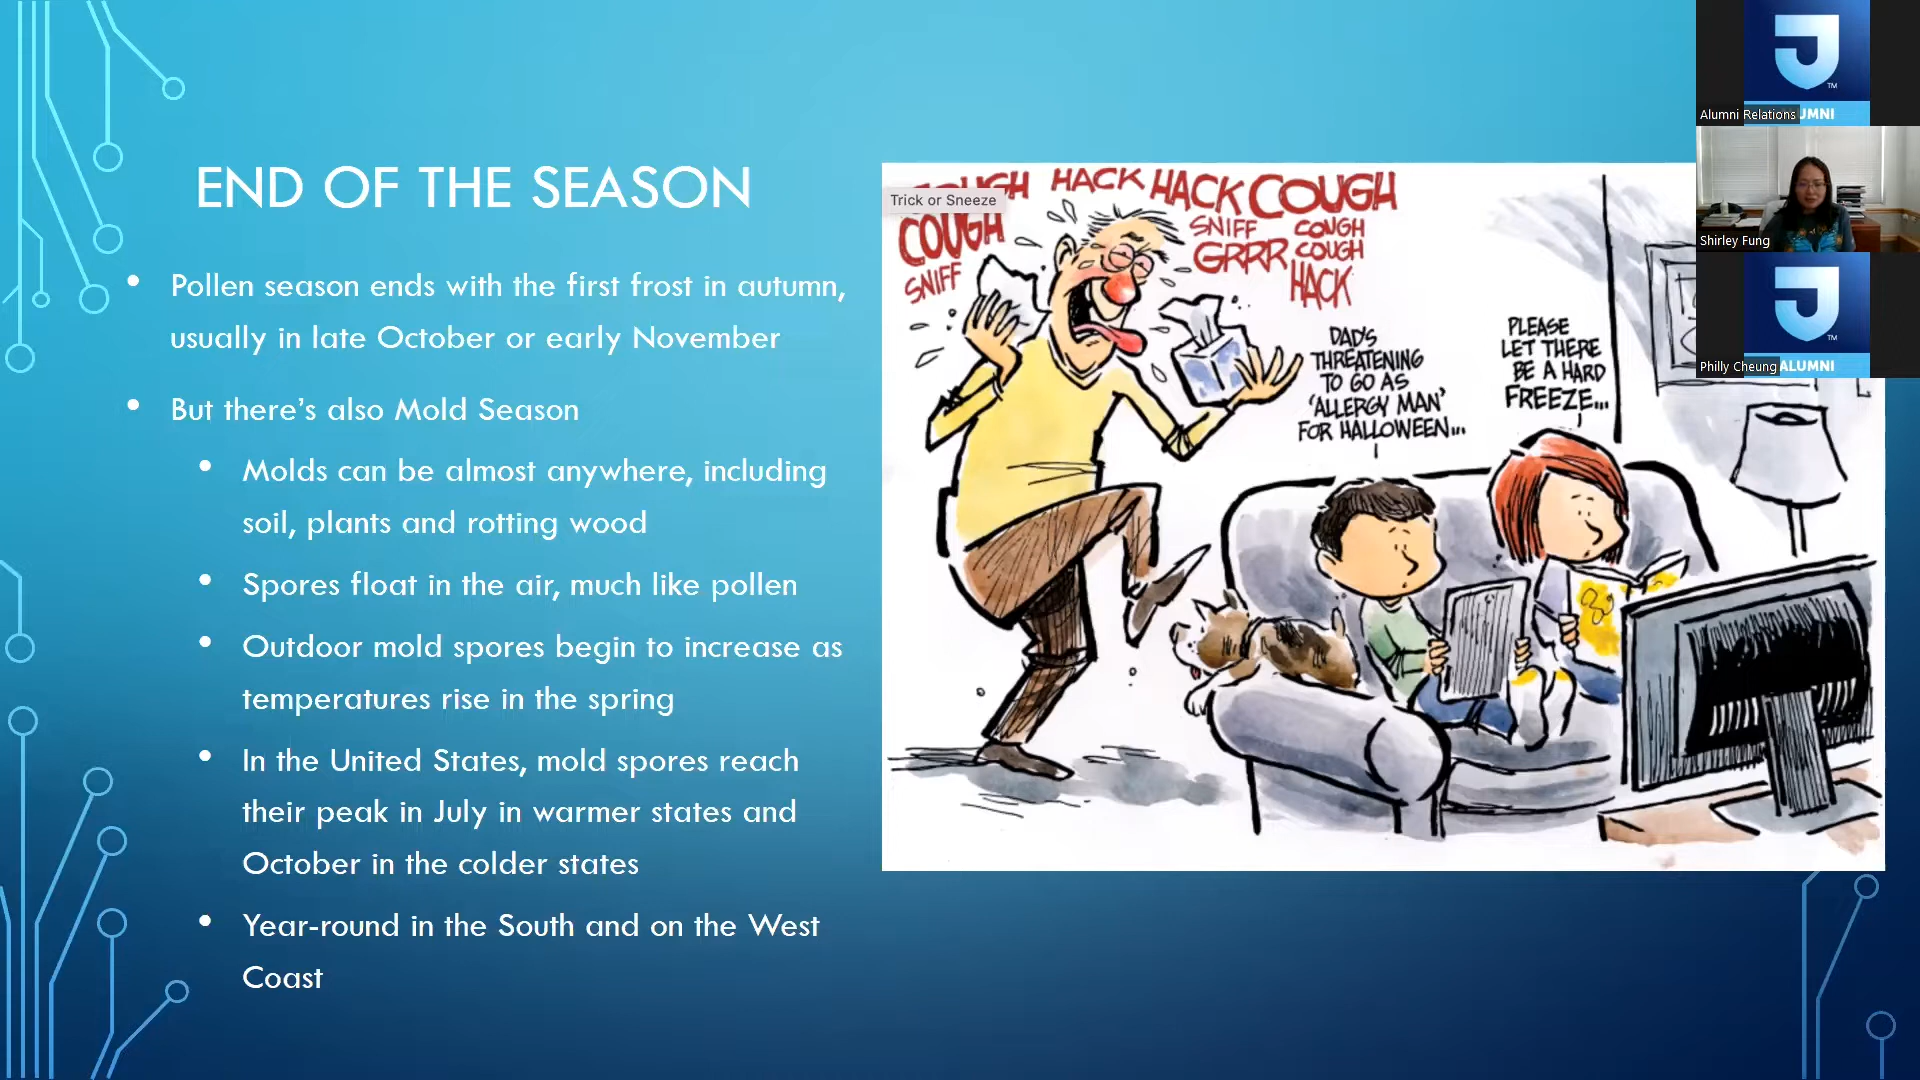 END OF THE SEASON
• Pollen season ends with the first frost in autumn,
usually in late October or early November
• But there's also Mold Season
• Molds can be almost anywhere, including
soil, plants and rotting wood
• Spores float in the air, much like pollen
• Outdoor mold spores begin to increase as
temperatures rise in the spring
• In the United States, mold spores reach
their peak in July in warmer states and
October in the colder states
• Year-round in the South and on the West
Coast
COUGH HACK HACK COUGH
Trick or Sneeze
COUGH
SNIFF
SNIFF COUGH
GRRR COUGH
HACK
DAD'S
THREATENING
TO GO AS
'ALLERGY MAN'
FOR HALLOWEEN...
PLEASE
LET THERE
BE A HARD
FREEZE...
J
TM
Alumni Relations
UMNI
Shirley Fung
J
TM
Philly Cheung
ALUMNI